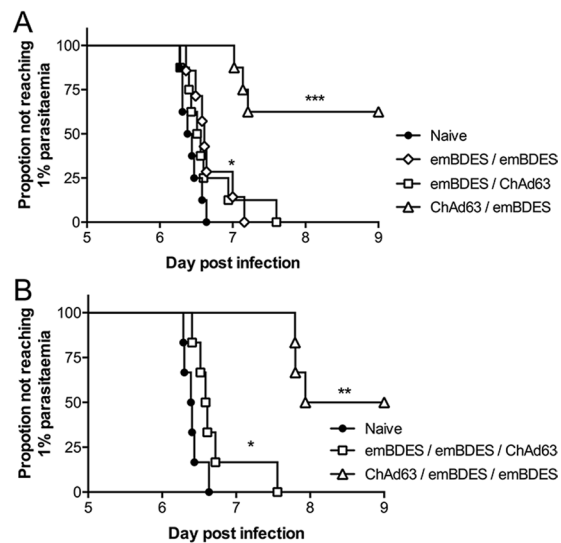 A
Propotion not reaching
1% parasitaemia
100
75
50
25
0
5 6 7 8 9
Day post infection
*
***
Naive
emBDES / emBDES
emBDES / ChAd63
ChAd63 / emBDES
B
Propotion not reaching
1% parasitaemia
100
75
50
25
0
5 6 7 8 9
Day post infection
*
**
Naive
emBDES / emBDES / ChAd63
ChAd63 / emBDES / emBDES